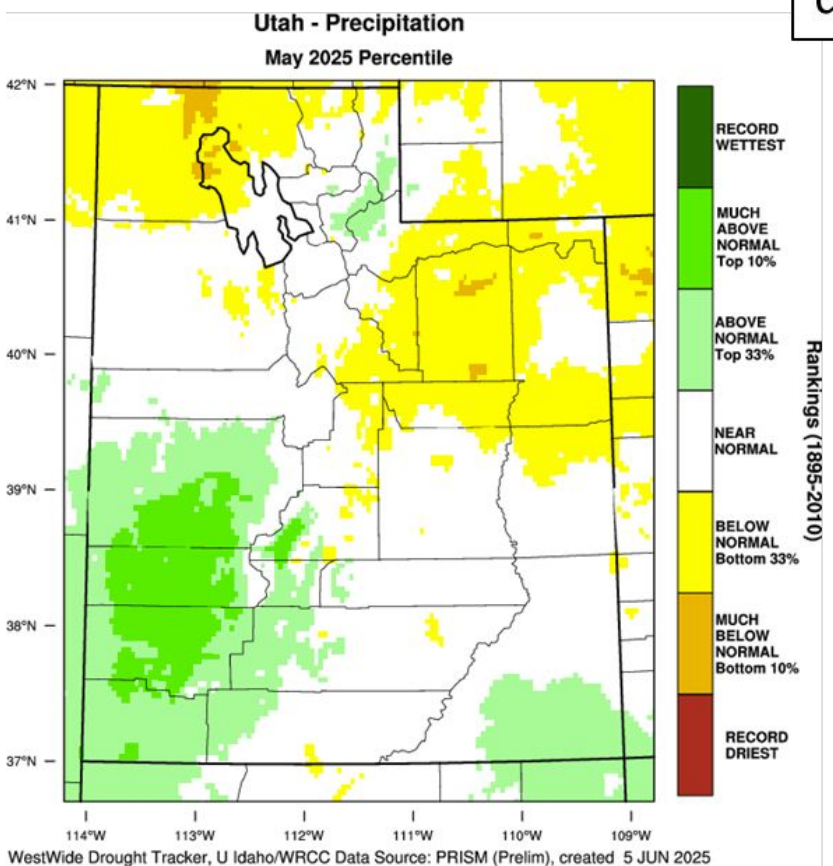 Utah - Precipitation
May 2025 Percentile
42°N
41°N
40°N
39°N
38°N
37°N
114°W 113°W 112°W 111°W 110°W 109°W
RECORD
WETTEST
MUCH
ABOVE
NORMAL
Top 10%
ABOVE
NORMAL
Top 33%
NEAR
NORMAL
BELOW
NORMAL
Bottom 33%
MUCH
BELOW
NORMAL
Bottom 10%
RECORD
DRIEST
Rankings (1895-2010)
WestWide Drought Tracker, U Idaho/WRCC Data Source: PRISM (Prelim), created 5 JUN 2025